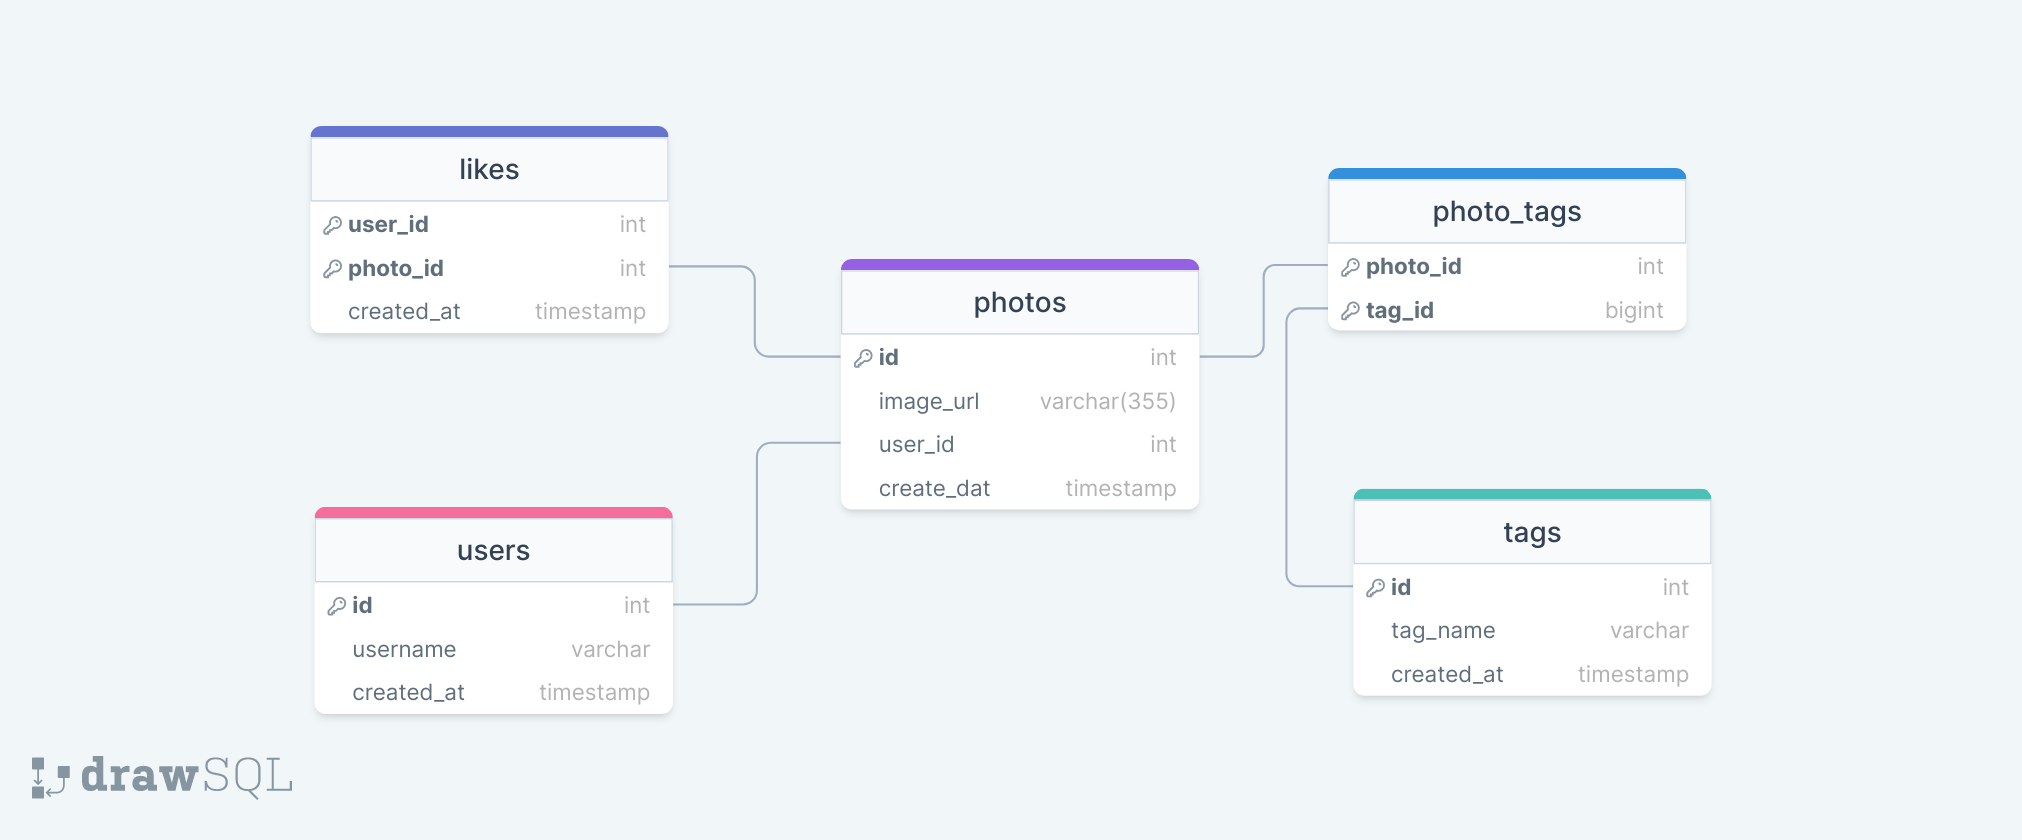 likes
user_id int
photo_id int
created_at timestamp
users
id int
username varchar
created_at timestamp
photos
id int
image_url varchar(355)
user_id int
create_dat timestamp
photo_tags
photo_id int
tag_id bigint
tags
id int
tag_name varchar
created_at timestamp
drawSQL